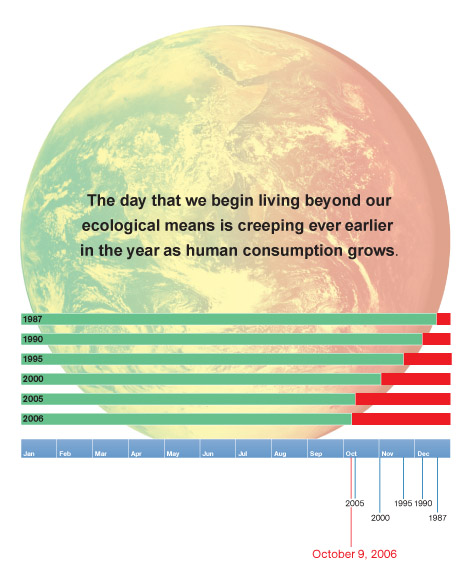 The day that we begin living beyond our
ecological means is creeping ever earlier
in the year as human consumption grows.
1987
1990
1995
2000
2005
2006
Jan Feb Mar Apr May Jun Jul Aug Sep Oct Nov Dec
2005 1995 1990
2000 1987
October 9, 2006